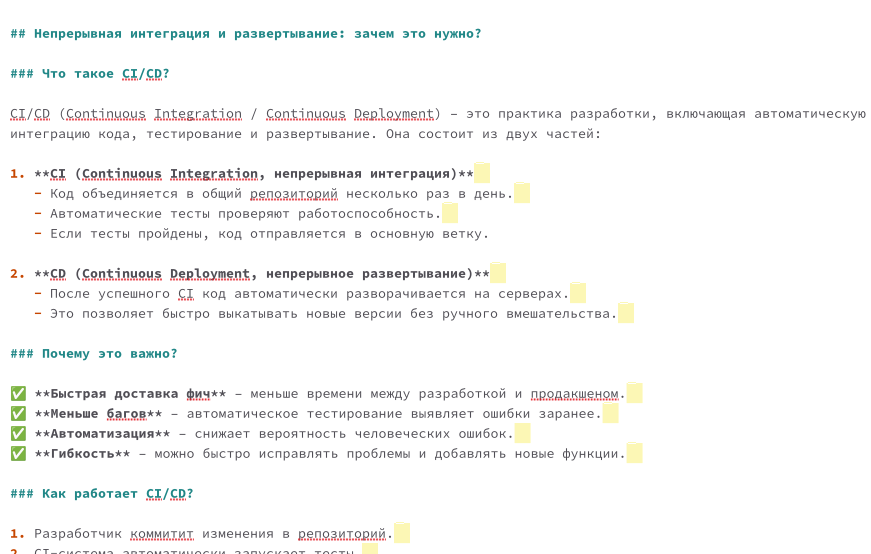 ## Непрерывная интеграция и развертывание: зачем это нужно?
### Что такое CI/CD?
CI/CD (Continuous Integration / Continuous Deployment) – это практика разработки, включающая автоматическую
интеграцию кода, тестирование и развертывание. Она состоит из двух частей:
1. **CI (Continuous Integration, непрерывная интеграция)**
– Код объединяется в общий репозиторий несколько раз в день.
– Автоматические тесты проверяют работоспособность.
– Если тесты пройдены, код отправляется в основную ветку.
2. **CD (Continuous Deployment, непрерывное развертывание)**
– После успешного CI код автоматически разворачивается на серверах.
– Это позволяет быстро выкатывать новые версии без ручного вмешательства.
### Почему это важно?
✅ **Быстрая доставка фич** – меньше времени между разработкой и продакшеном.
✅ **Меньше багов** – автоматическое тестирование выявляет ошибки заранее.
✅ **Автоматизация** – снижает вероятность человеческих ошибок.
✅ **Гибкость** – можно быстро исправлять проблемы и добавлять новые функции.
### Как работает CI/CD?
1. Разработчик коммитит изменения в репозиторий.
2. CI-система автоматически запускает тесты.